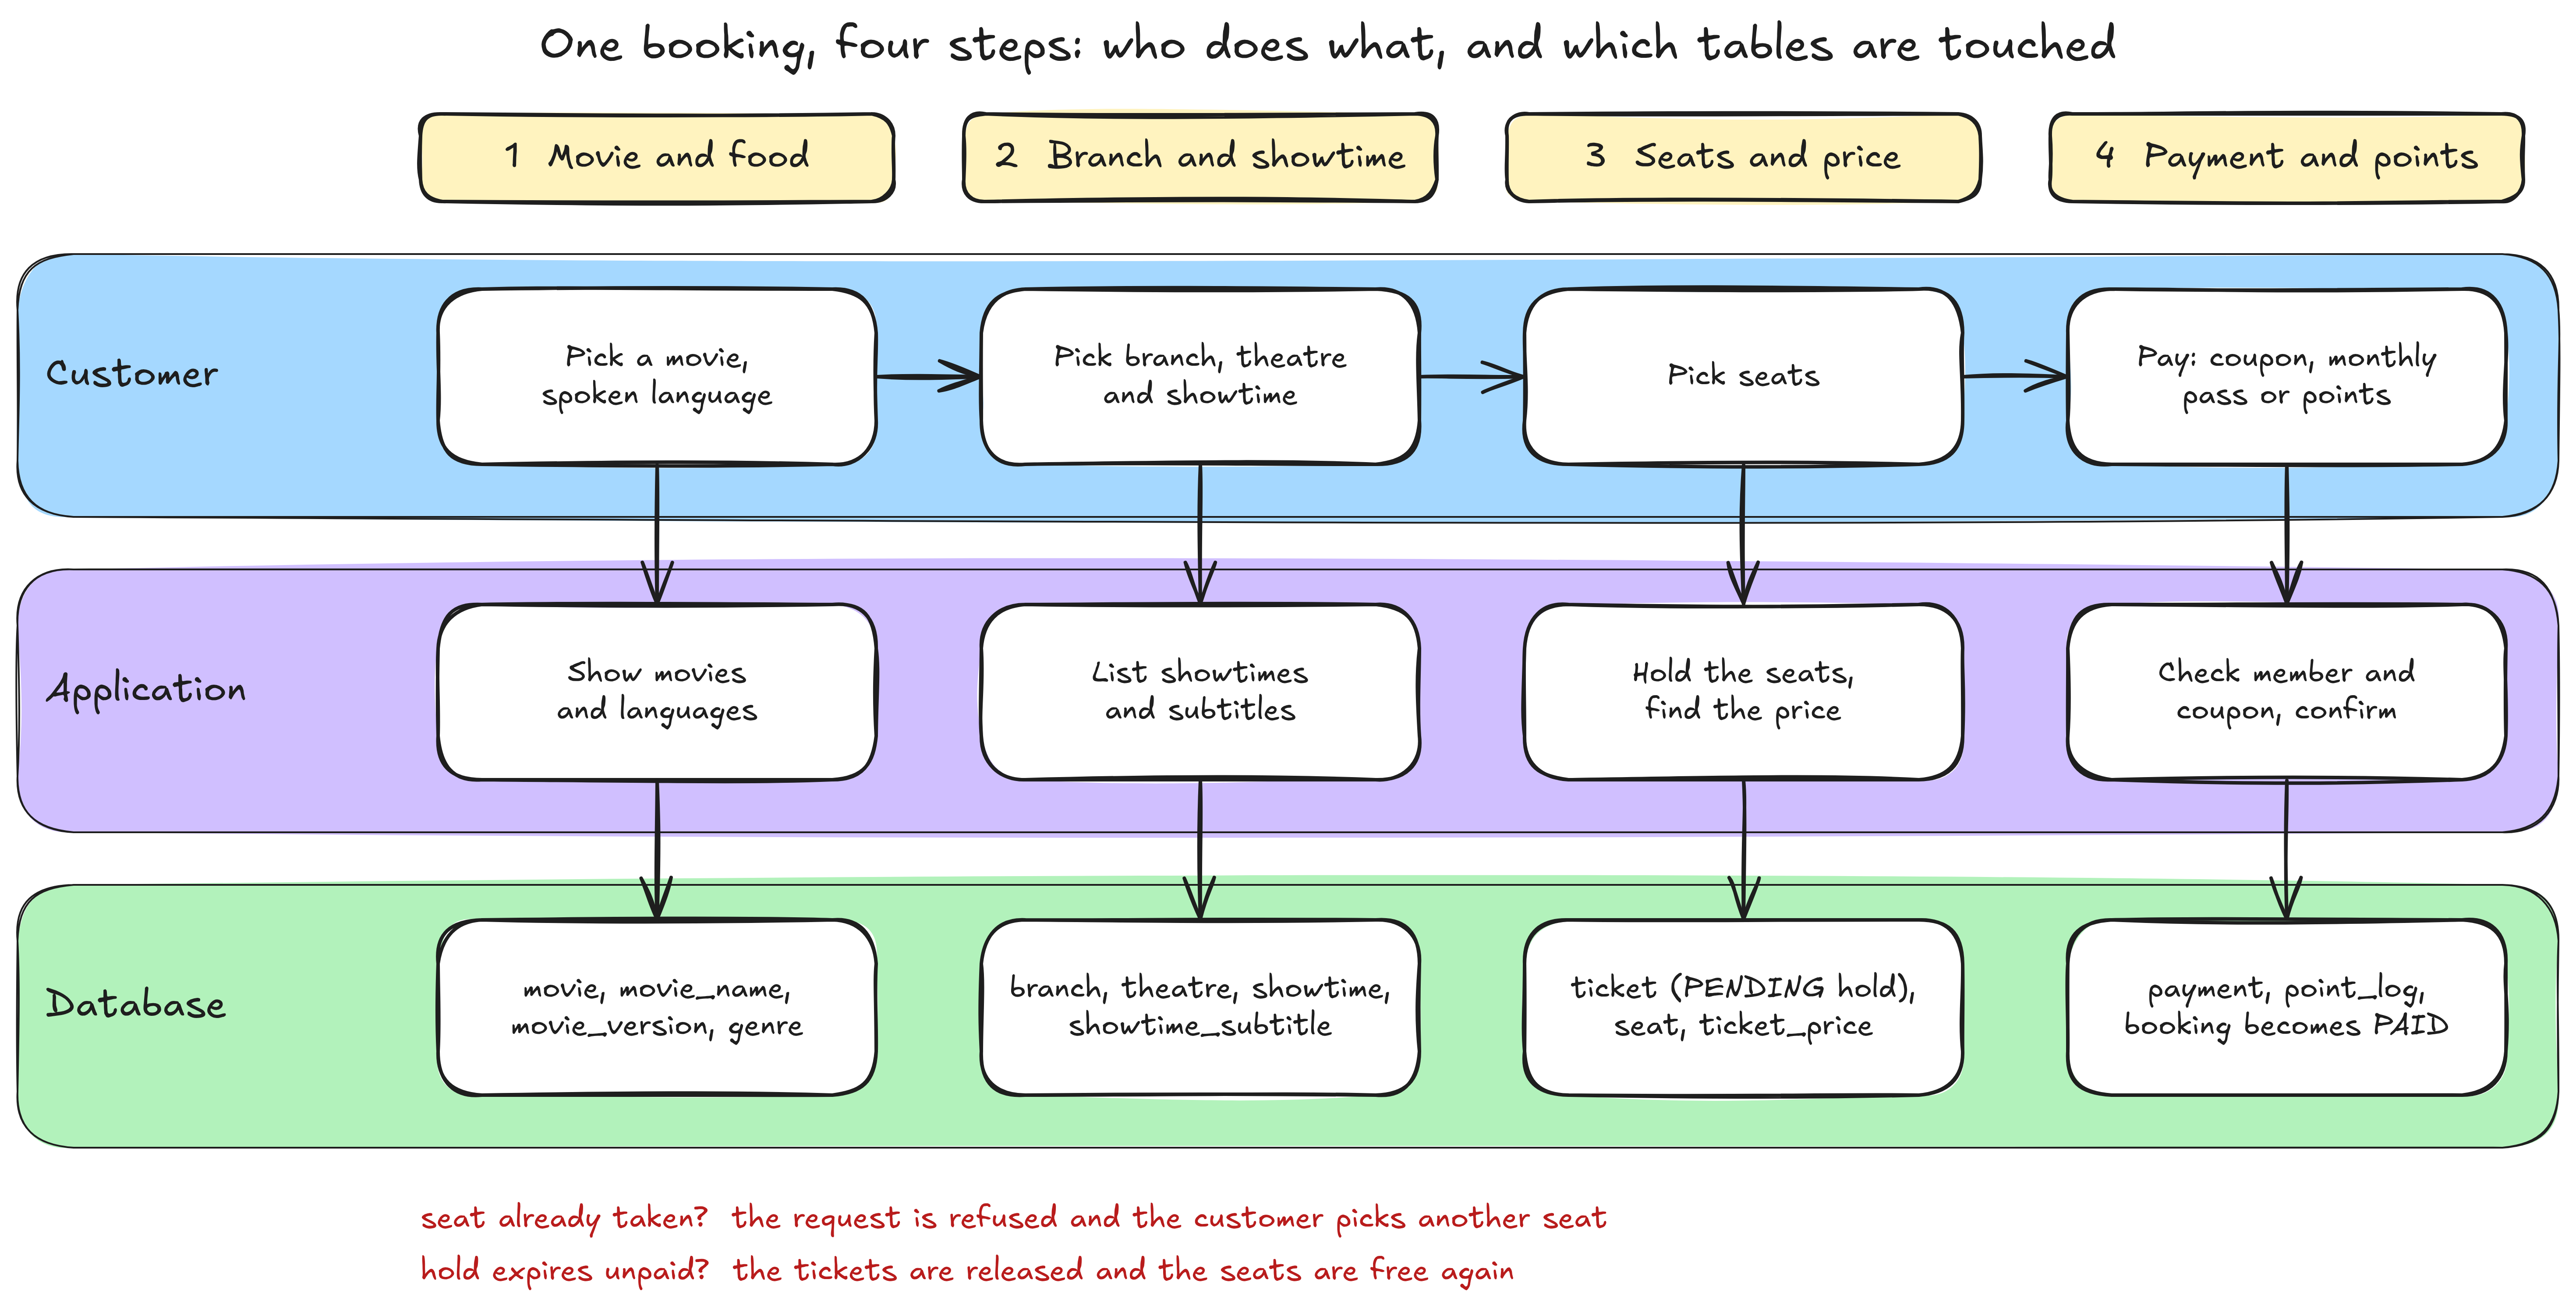 One booking, four steps: who does what, and which tables are touched
1 Movie and food
2 Branch and showtime
3 Seats and price
4 Payment and points
Customer
Pick a movie,
spoken language
Pick branch, theatre
and showtime
Pick seats
Pay: coupon, monthly
pass or points
Application
Show movies
and languages
List showtimes
and subtitles
Hold the seats,
find the price
Check member and
coupon, confirm
Database
movie, movie_name,
movie_version, genre
branch, theatre, showtime,
showtime_subtitle
ticket (PENDING hold),
seat, ticket_price
payment, point_log,
booking becomes PAID
seat already taken? the request is refused and the customer picks another seat
hold expires unpaid? the tickets are released and the seats are free again